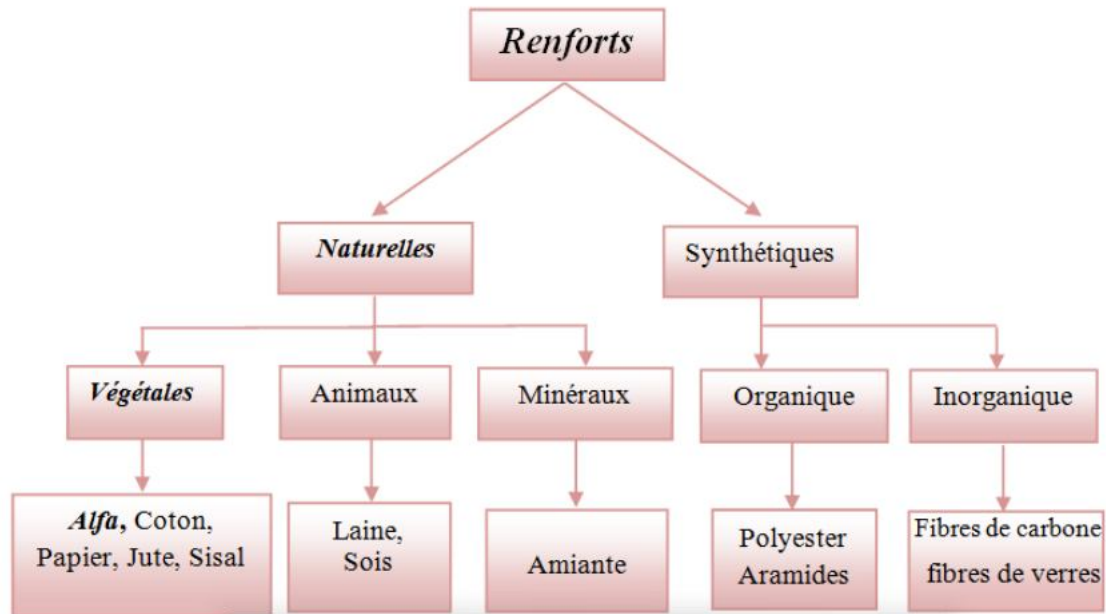 Renforts
Naturelles
Synthétiques
Végétales
Animaux
Minéraux
Organique
Inorganique
Alfa, Coton,
Papier, Jute, Sisal
Laine,
Sois
Amiante
Polyester
Aramides
Fibres de carbone
fibres de verres